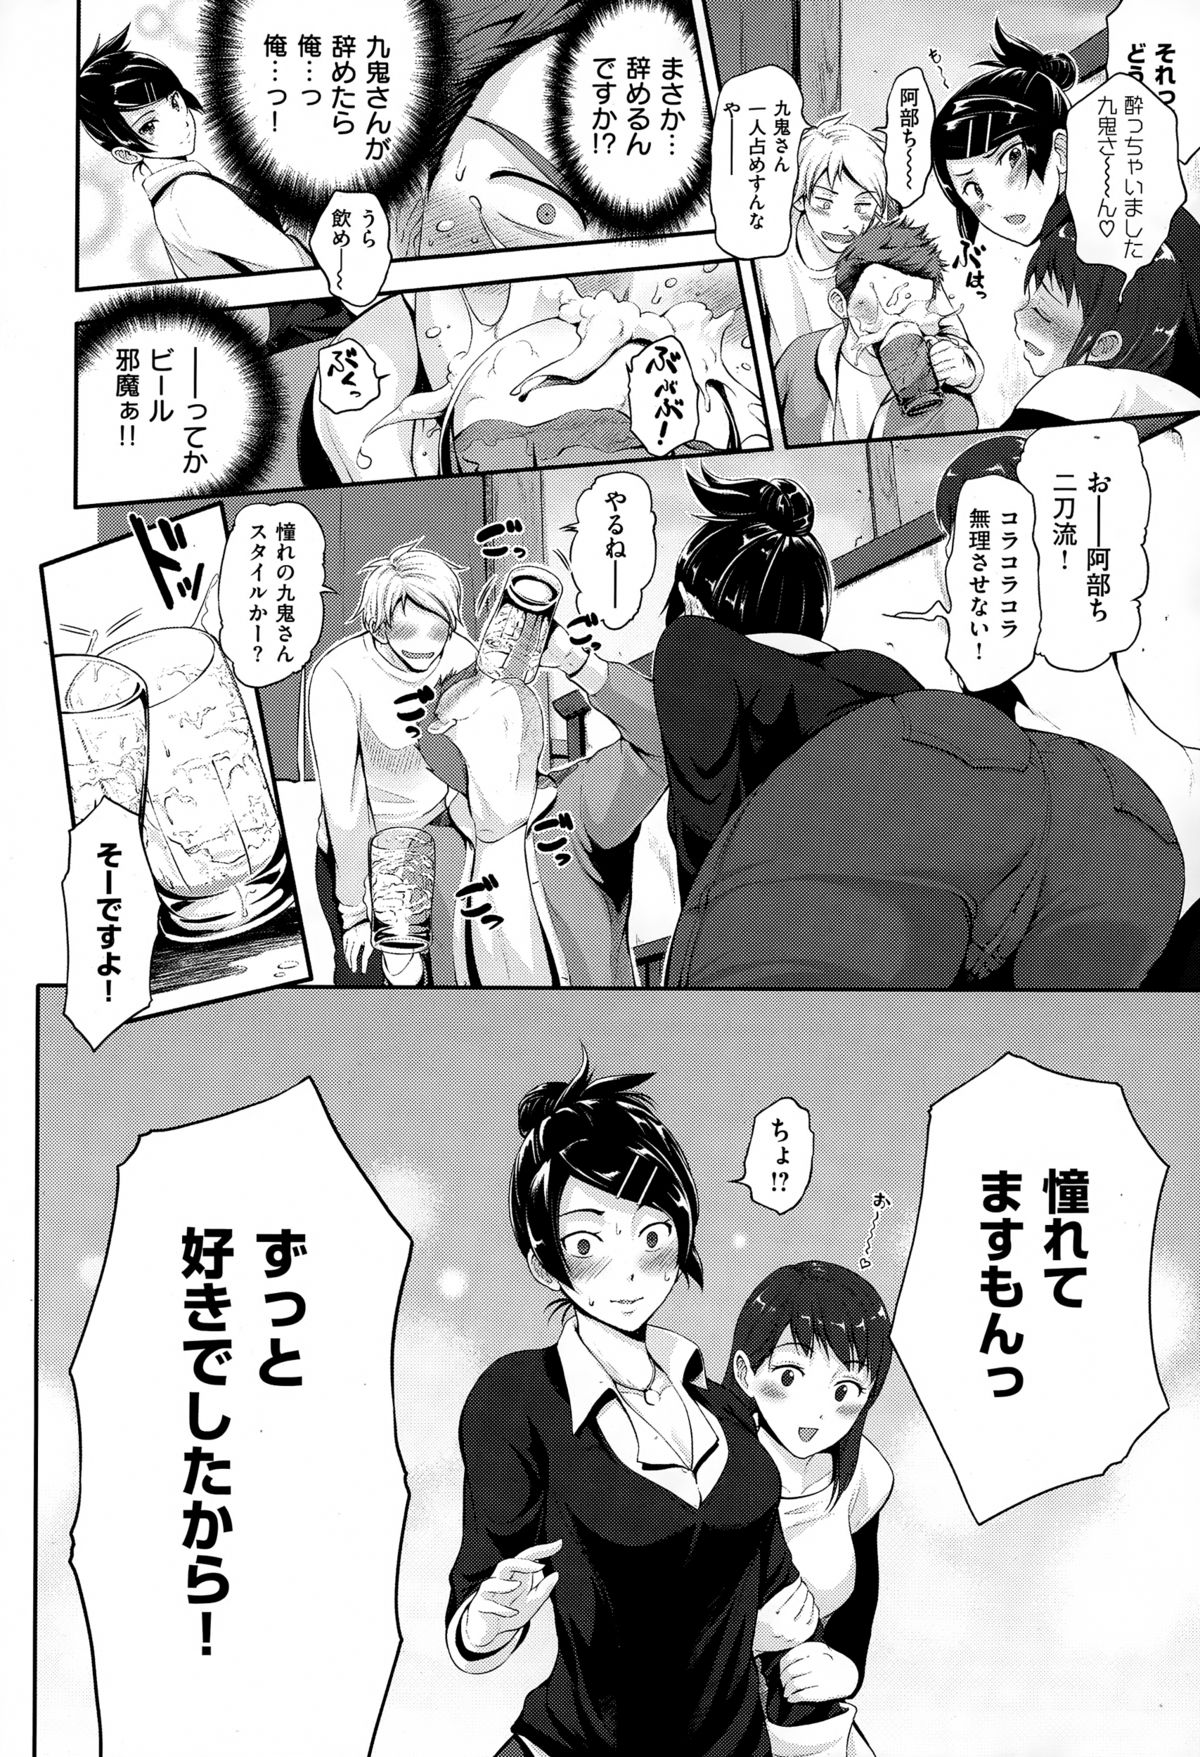 それっ
酔っちゃいました
九鬼さ〜〜ん♡
も〜
阿部ち〜〜
九鬼さん
一人占めすんな
や――
ぶはっ
まさか…
辞めるん
ですか!?
九鬼さんが
辞めたら
俺…っ
俺…っ!
うら
飲め――
ぶぶぶ!
ぶくっ
――ってか
ビール
邪魔ぁ!!
お――阿部ち
二刀流!
コラコラコラ
無理させない!
やるね――
憧れの九鬼さん
スタイルかー?
ごっ
ごっ
ごっ
ごっ
ごっ
ドンッ
そーですよ!
憧れて
ますもんっ
ちょ!?
お〜〜♡
ずっと
好きでしたから!